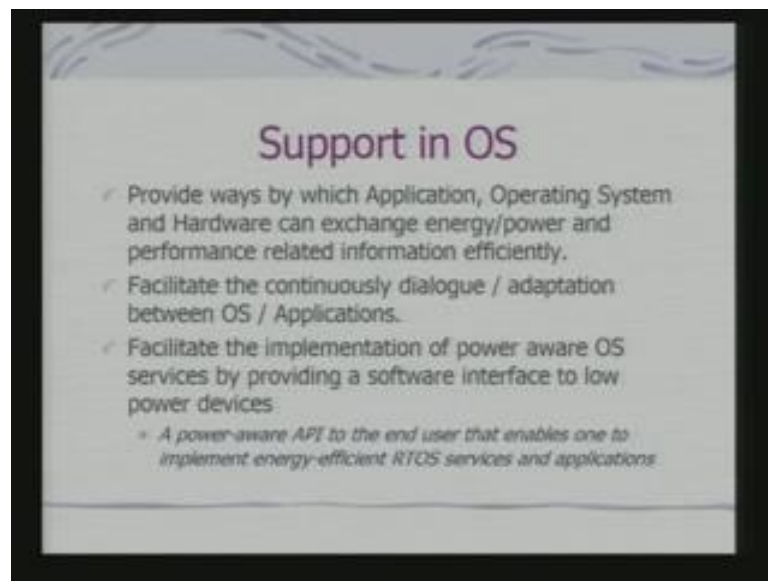 Support in OS
Provide ways by which Application, Operating System
and Hardware can exchange energy/power and
performance related information efficiently.
Facilitate the continuously dialogue / adaptation
between OS / Applications.
Facilitate the implementation of power aware OS
services by providing a software interface to low
power devices
A power-aware API to the end user that enables one to
implement energy-efficient RTOS services and applications